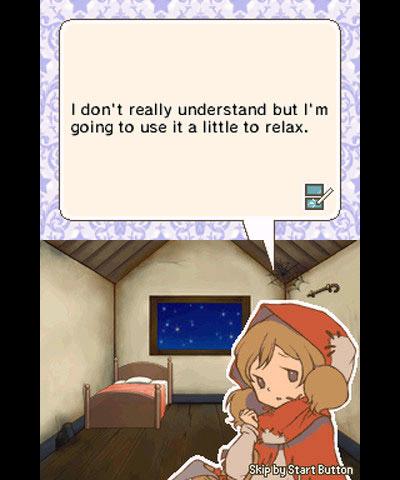 I don't really understand but I'm
going to use it a little to relax.
Skip by Start Button